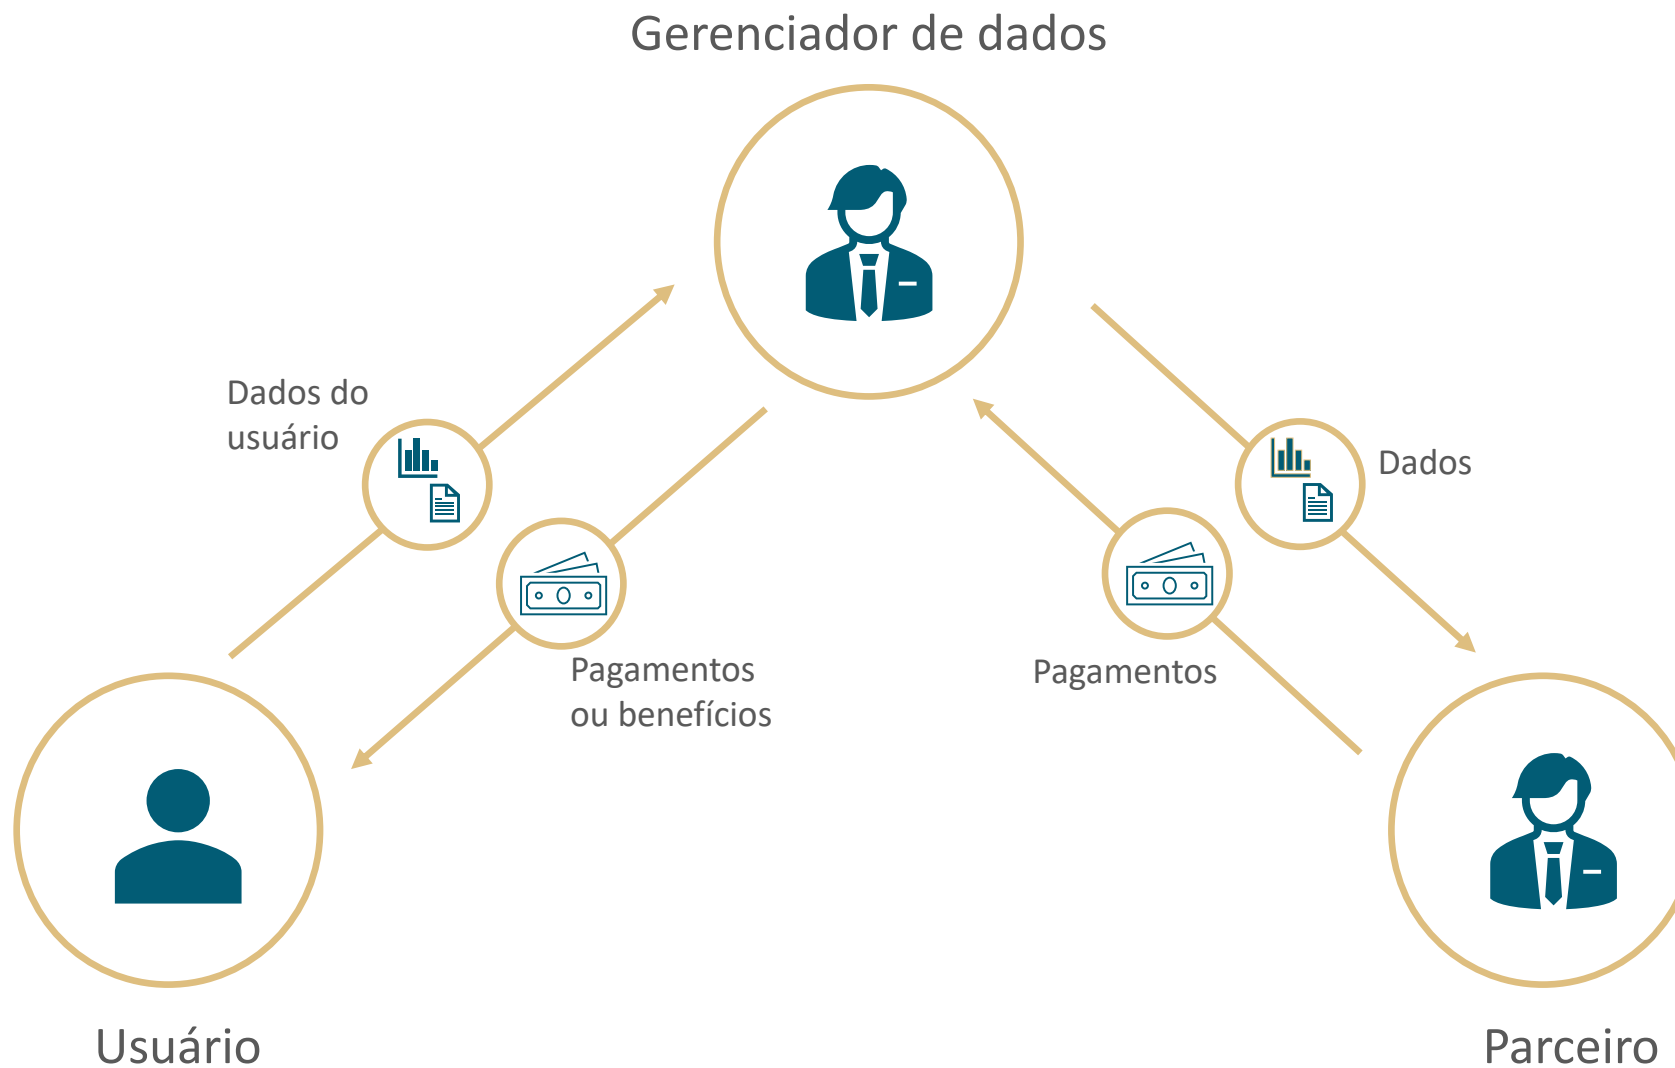 Gerenciador de dados
Dados do
usuário
Dados
Pagamentos
ou benefícios
Pagamentos
Usuário
Parceiro